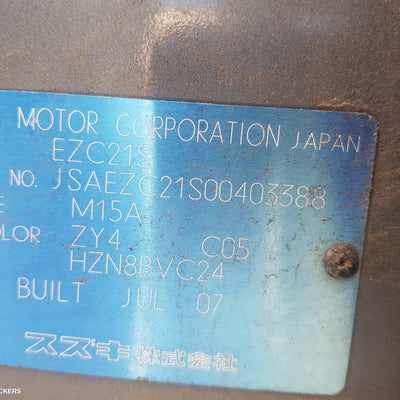 MOTOR CORPORATION JAPAN
EZC21S
NO. JSAEZC21S00403388
E M15A
OLOR ZY4 C05
HZN8BVC24
BUILT JUL 07
スズキ株式会社
CKERS